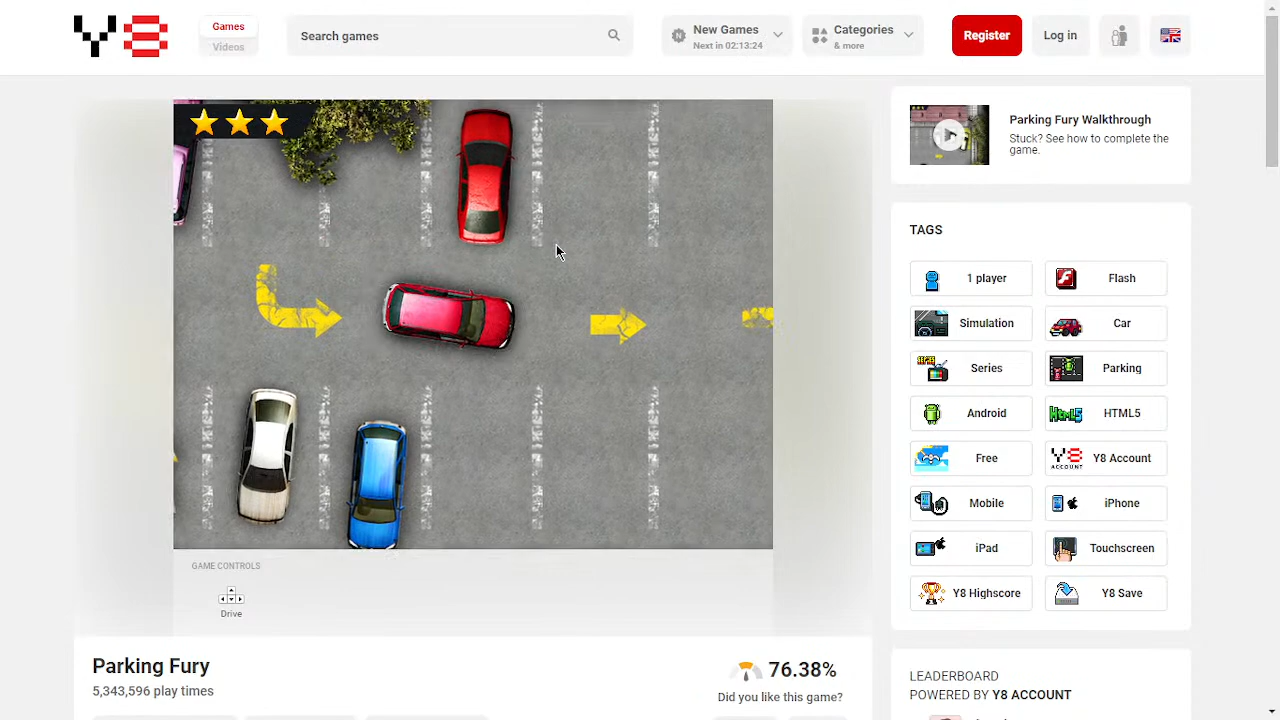 Y8
Games
Videos
Search games
New Games
Next in 02:13:24
Categories
& more
Register
Log in
Parking Fury Walkthrough
Stuck? See how to complete the
game.
TAGS
1 player
Flash
Simulation
Car
Series
Parking
Android
HTML5
Free
Y8 Account
Mobile
iPhone
iPad
Touchscreen
Y8 Highscore
Y8 Save
GAME CONTROLS
Drive
Parking Fury
5,343,596 play times
76.38%
Did you like this game?
LEADERBOARD
POWERED BY Y8 ACCOUNT